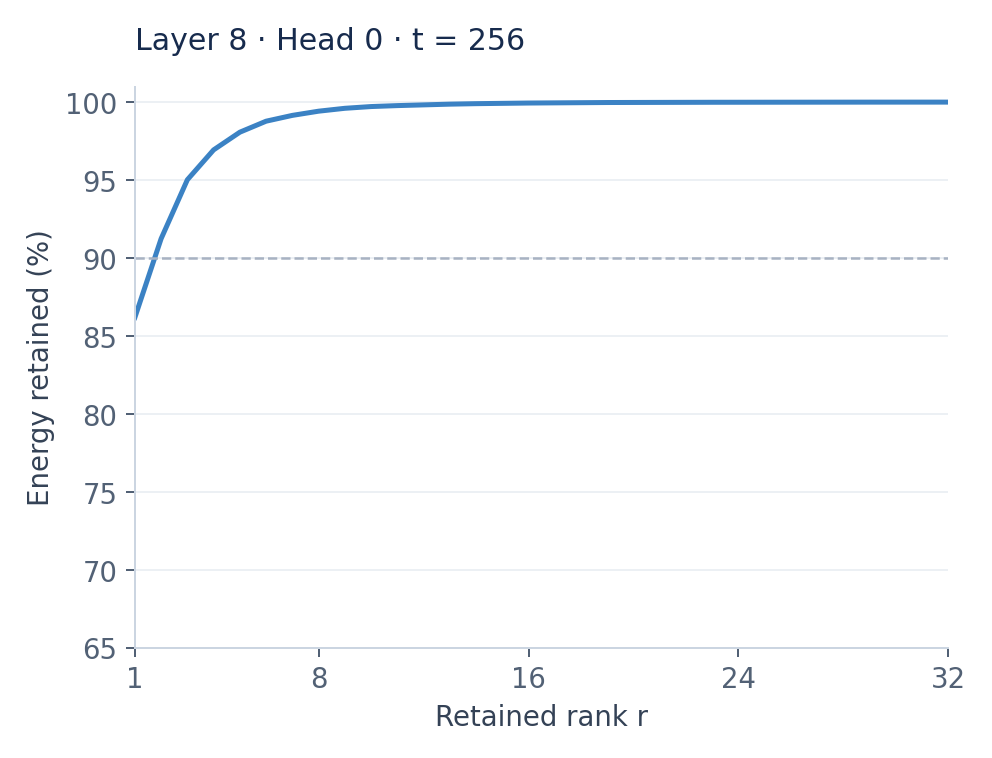 Layer 8 · Head 0 · t = 256
Energy retained (%)
100
95
90
85
80
75
70
65
1 8 16 24 32
Retained rank r